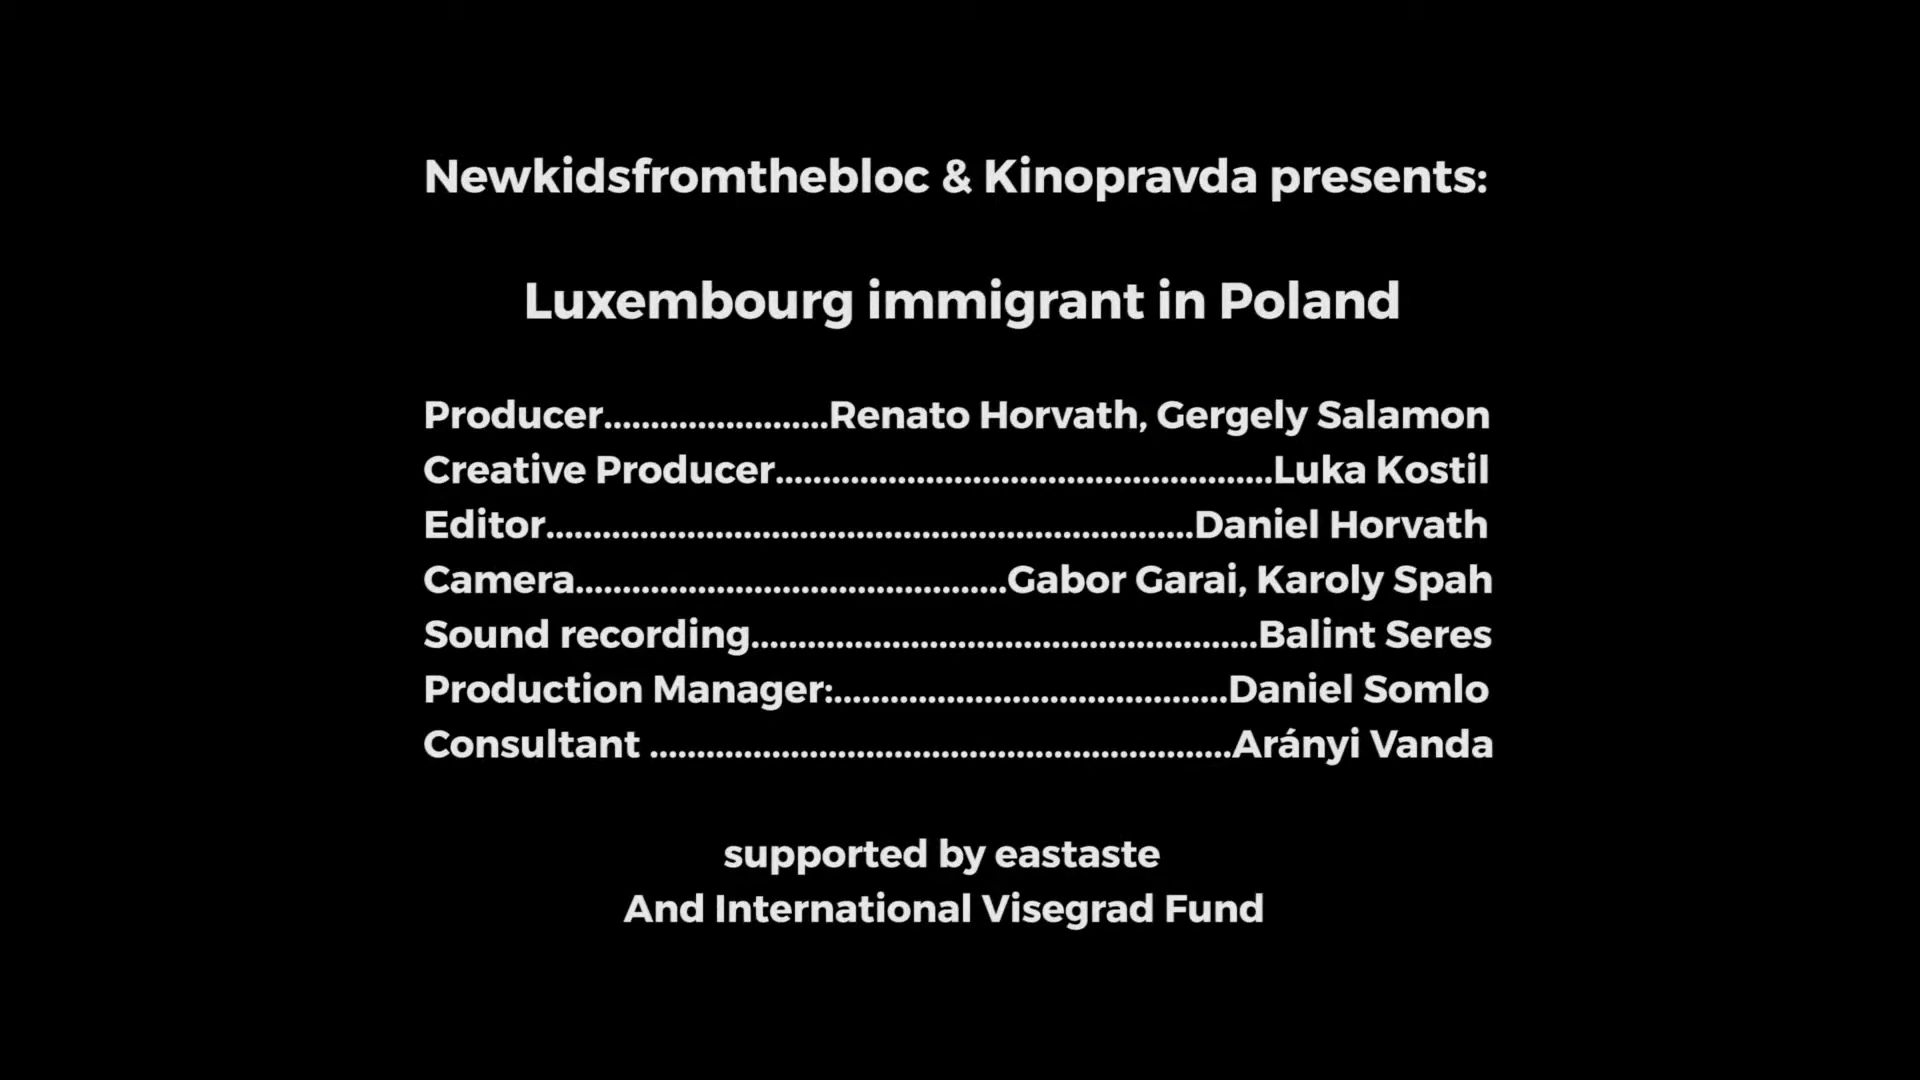 Newkidsfromthebloc & Kinopravda presents:
Luxembourg immigrant in Poland
Producer........................Renato Horvath, Gergely Salamon
Creative Producer.....................................................Luka Kostil
Editor.....................................................................Daniel Horvath
Camera..............................................Gabor Garai, Karoly Spah
Sound recording......................................................Balint Seres
Production Manager:..........................................Daniel Somlo
Consultant ..............................................................Arányi Vanda
supported by eastaste
And International Visegrad Fund